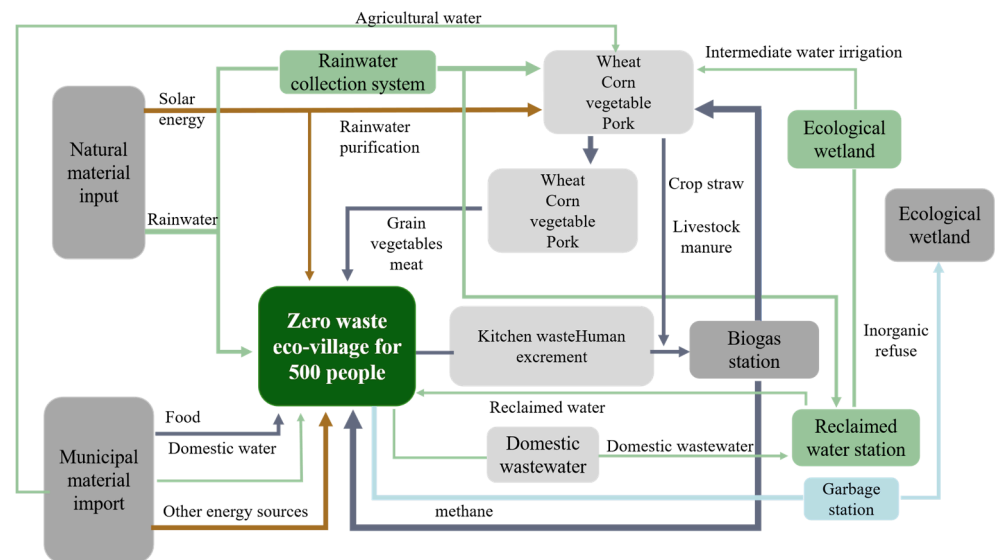 Agricultural water
Rainwater
collection system
Wheat
Corn
vegetable
Pork
Intermediate water irrigation
Solar
energy
Rainwater
purification
Ecological
wetland
Natural
material
input
Wheat
Corn
vegetable
Pork
Crop straw
Livestock
manure
Ecological
wetland
Rainwater
Grain
vegetables
meat
Zero waste
eco-village for
500 people
Kitchen wasteHuman
excrement
Biogas
station
Inorganic
refuse
Reclaimed water
Food
Domestic water
Municipal
material
import
Domestic
wastewater
Domestic wastewater
Reclaimed
water station
Other energy sources
methane
Garbage
station